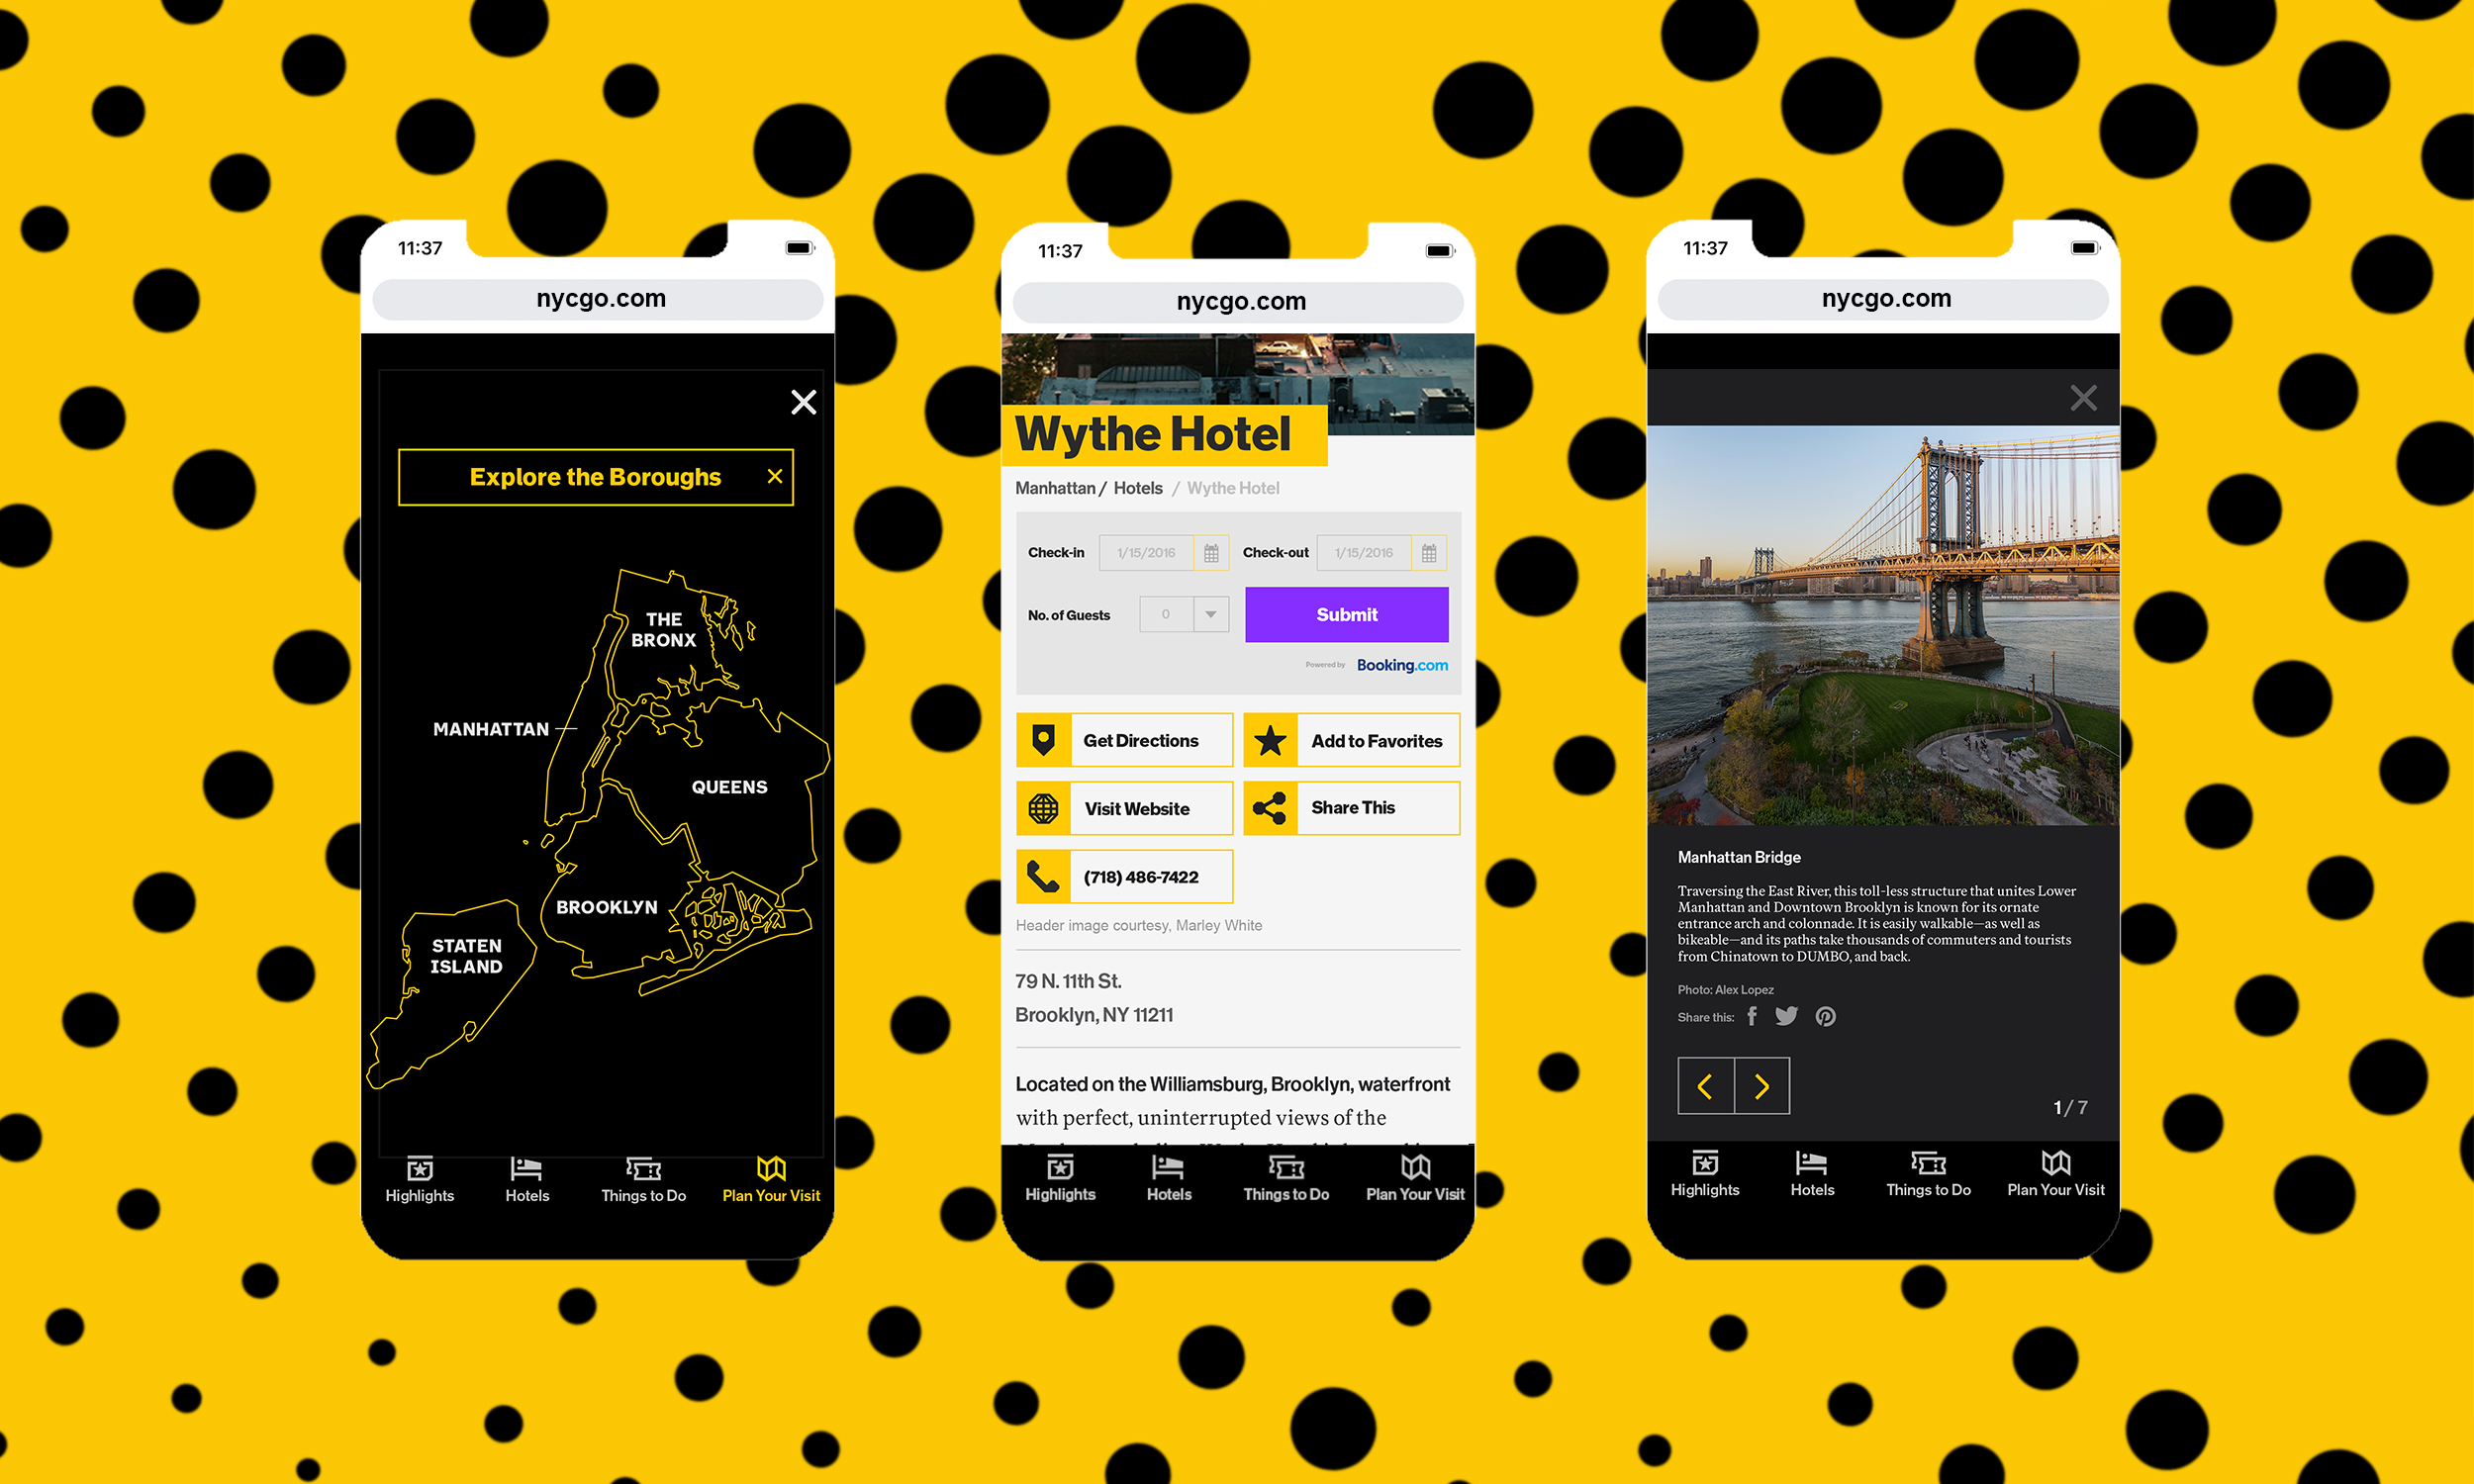 11:37
nycgo.com
Explore the Boroughs
THE
BRONX
MANHATTAN
QUEENS
BROOKLYN
STATEN
ISLAND
Highlights
Hotels
Things to Do
Plan Your Visit
11:37
nycgo.com
Wythe Hotel
Manhattan / Hotels / Wythe Hotel
Check-in 1/15/2016 Check-out 1/15/2016
No. of Guests 0 Submit
Powered by Booking.com
Get Directions Add to Favorites
Visit Website Share This
(718) 486-7422
Header image courtesy, Marley White
79 N. 11th St.
Brooklyn, NY 11211
Located on the Williamsburg, Brooklyn, waterfront
with perfect, uninterrupted views of the
Highlights
Hotels
Things to Do
Plan Your Visit
11:37
nycgo.com
Manhattan Bridge
Traversing the East River, this toll-less structure that unites Lower
Manhattan and Downtown Brooklyn is known for its ornate
entrance arch and colonnade. It is easily walkable—as well as
bikeable—and its paths take thousands of commuters and tourists
from Chinatown to DUMBO, and back.
Photo: Alex Lopez
Share this:
1 / 7
Highlights
Hotels
Things to Do
Plan Your Visit